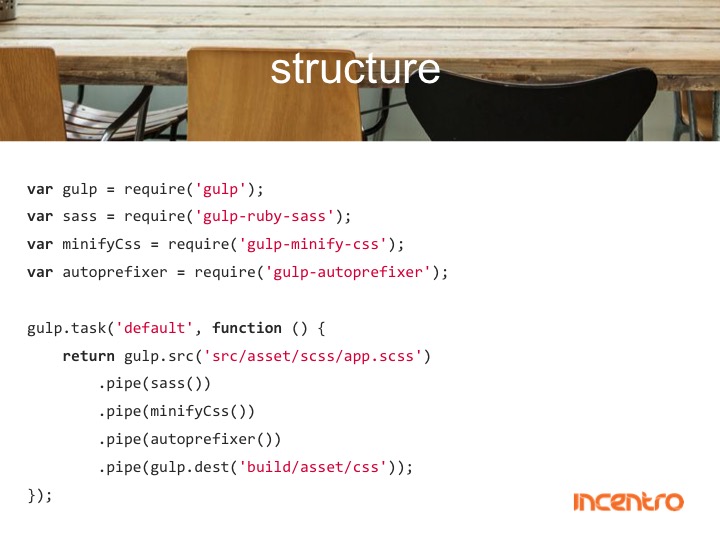 structure
var gulp = require('gulp');
var sass = require('gulp-ruby-sass');
var minifyCss = require('gulp-minify-css');
var autoprefixer = require('gulp-autoprefixer');
gulp.task('default', function () {
    return gulp.src('src/asset/scss/app.scss')
        .pipe(sass())
        .pipe(minifyCss())
        .pipe(autoprefixer())
        .pipe(gulp.dest('build/asset/css'));
});
incentro